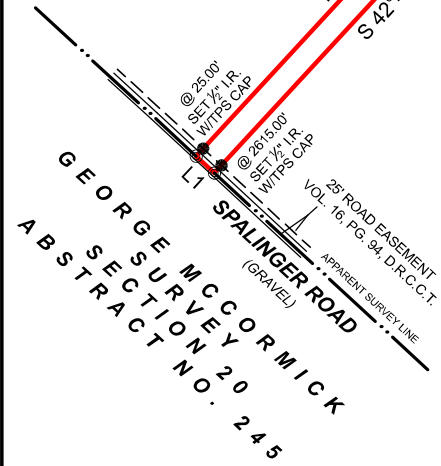 S 42°
@ 25.00'
SET ½" I.R.
W/TPS CAP
@ 2615.00'
SET ½" I.R.
W/TPS CAP
L1
25' ROAD EASEMENT
VOL. 16, PG. 94, D.R.C.C.T.
SPALINGER ROAD
(GRAVEL)
APPARENT SURVEY LINE
GEORGE MCCORMICK
SURVEY
SECTION 20
ABSTRACT NO. 245